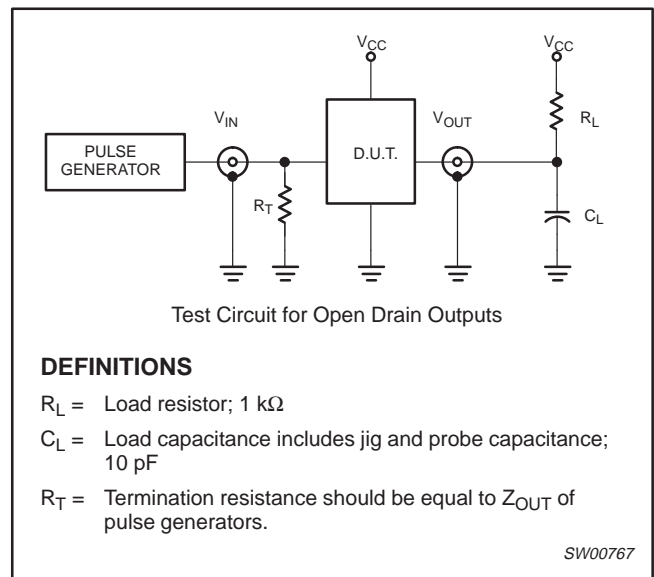 VCC VCC
VIN VOUT RL
PULSE GENERATOR
D.U.T.
RT
CL
Test Circuit for Open Drain Outputs
DEFINITIONS
RL = Load resistor; 1 kΩ
CL = Load capacitance includes jig and probe capacitance;
10 pF
RT = Termination resistance should be equal to ZOUT of
pulse generators.
SW00767